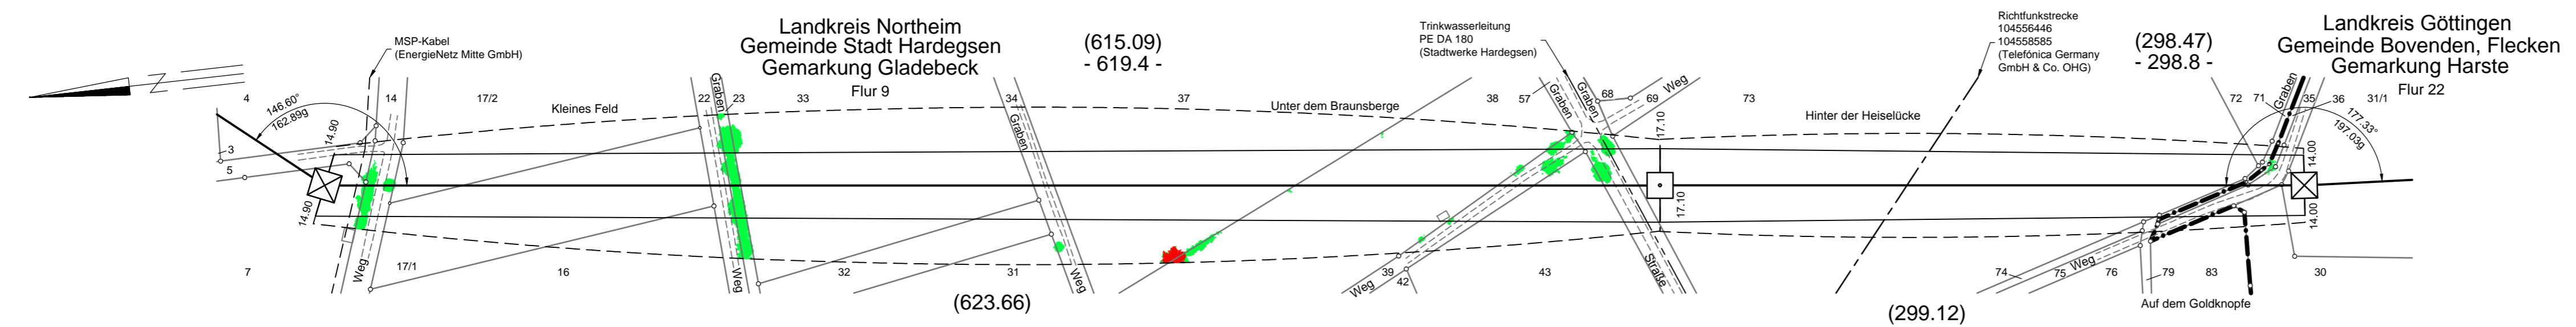 MSP-Kabel
(EnergieNetz Mitte GmbH)
Landkreis Northeim
Gemeinde Stadt Hardegsen
Gemarkung Gladebeck
Flur 9
(615.09)
- 619.4 -
Trinkwasserleitung
PE DA 180
(Stadtwerke Hardegsen)
Richtfunkstrecke
104556446
104558585
(Telefónica Germany
GmbH & Co. OHG)
(298.47)
- 298.8 -
Landkreis Göttingen
Gemeinde Bovenden, Flecken
Gemarkung Harste
Flur 22
N
4
146.60°
162.89g
14.90
14
17/2
Kleines Feld
22
Graben
23
33
34
Graben
37
Unter dem Braunsberge
38
57
Graben
Graben
68
69
Weg
73
17.10
Hinter der Heiselücke
72
71
Graben
35
36
31/1
177.33°
197.03g
14.00
3
5
14.90
7
Weg
17/1
16
Weg
32
31
Weg
(623.66)
Weg
39
42
43
Straße
17.10
(299.12)
74
75
Weg
76
79
83
Auf dem Goldknopfe
14.00
30